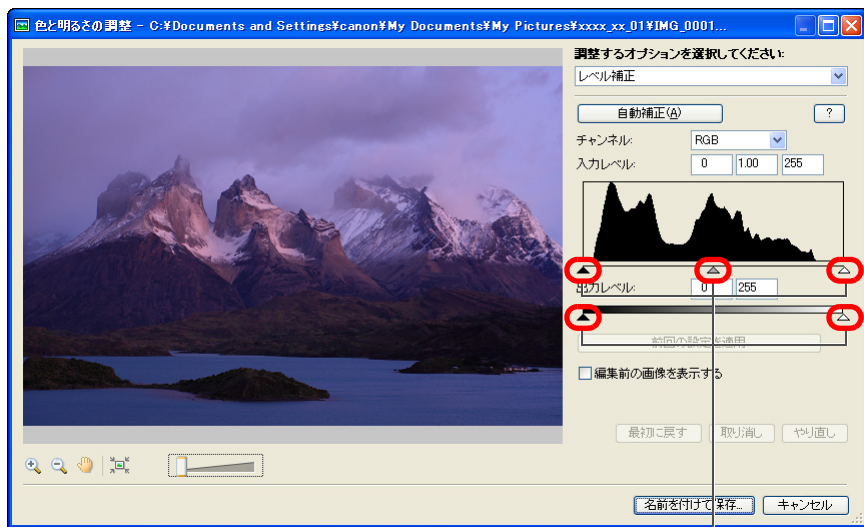 色と明るさの調整 - C:¥Documents and Settings¥canon¥My Documents¥My Pictures¥xxxx_xx_01¥IMG_0001...
調整するオプションを選択してください:
レベル補正
自動補正(A) ?
チャンネル: RGB
入力レベル: 0 1.00 255
出力レベル: 0 255
前回の設定を適用
編集前の画像を表示する
最初に戻す 取り消し やり直し
名前を付けて保存... キャンセル